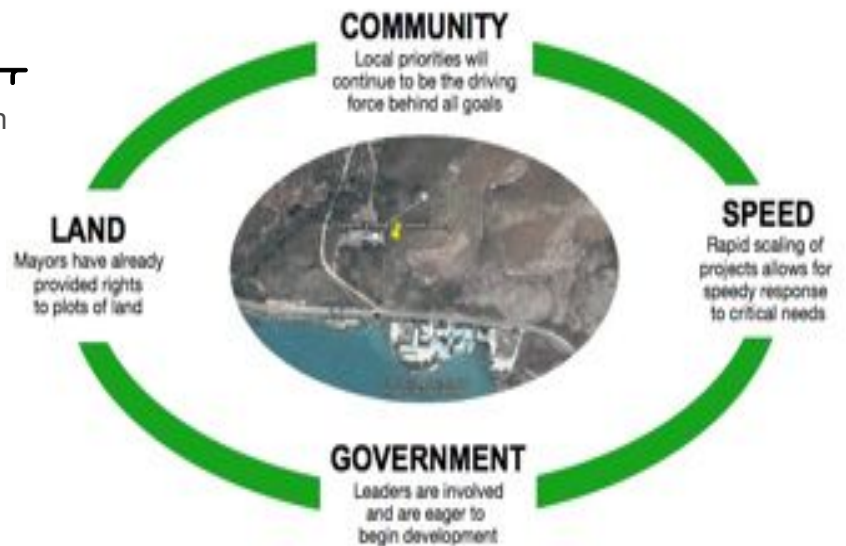 COMMUNITY
Local priorities will
continue to be the driving
force behind all goals
LAND
Mayors have already
provided rights
to plots of land
SPEED
Rapid scaling of
projects allows for
speedy response
to critical needs
GOVERNMENT
Leaders are involved
and are eager to
begin development